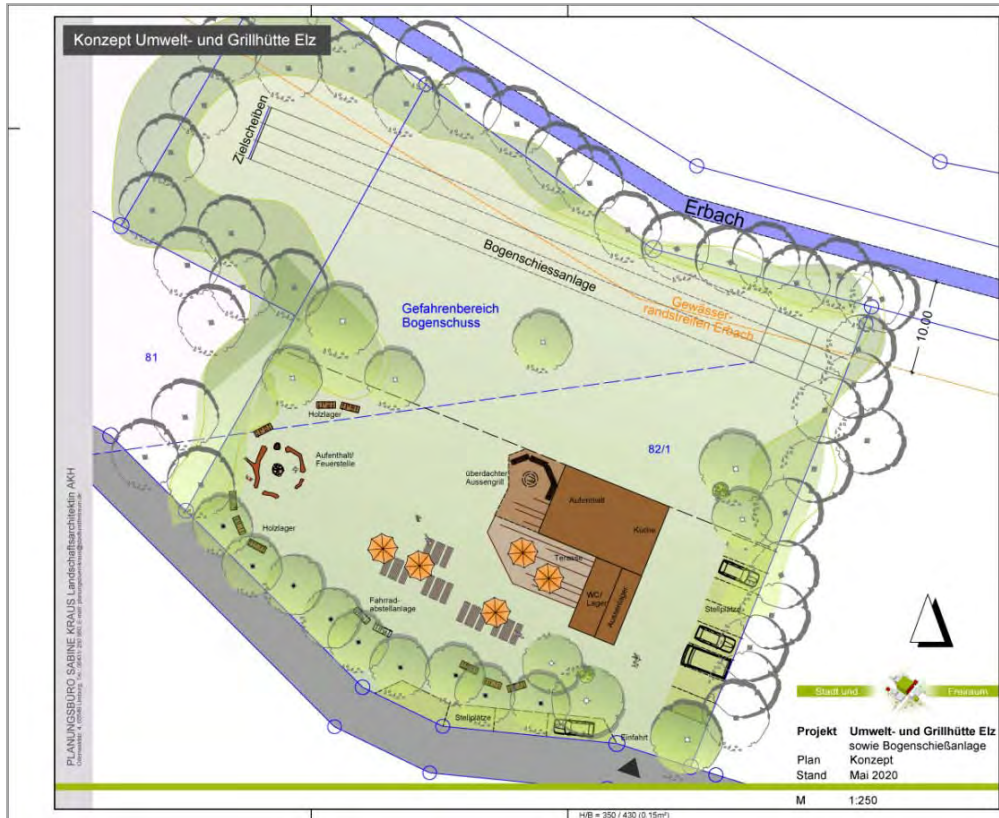 Konzept Umwelt- und Grillhütte Elz
Zielscheiben
Erbach
Bogenschiessanlage
Gewässer-
randstreifen Erbach
10.00
Gefahrenbereich
Bogenschuss
81
82/1
Holzlager
Aufenthalt/
Feuerstelle
Holzlager
überdachter
Aussengrill
Aufenthalt
Küche
Terasse
WC/
Lager
Aussenlager
Fahrrad-
abstellanlage
Stellplätze
Stellplätze
Einfahrt
PLANUNGSBÜRO SABINE KRAUS Landschaftsarchitektin AKH
Stadt und Freiraum
Projekt Umwelt- und Grillhütte Elz
sowie Bogenschießanlage
Plan Konzept
Stand Mai 2020
M 1:250
H/B = 350 / 430 (0.15m²)